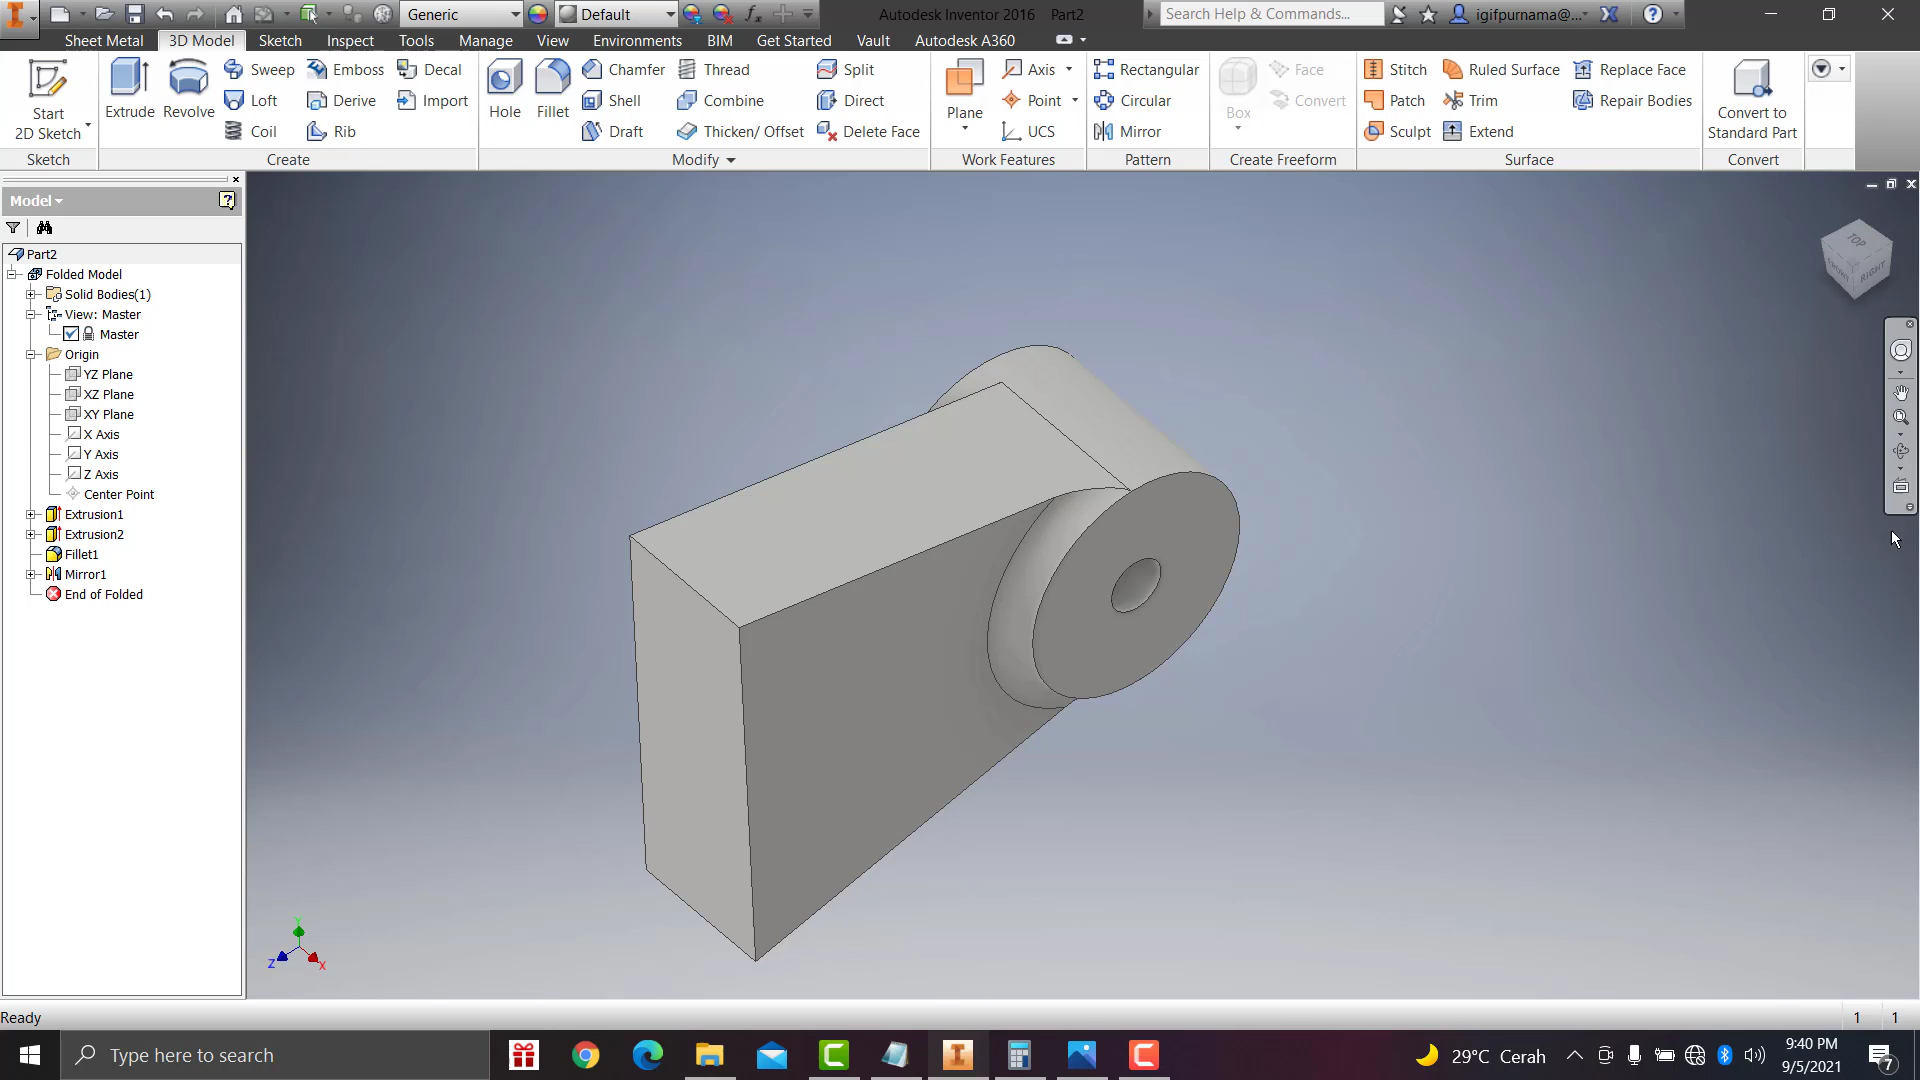 Generic
Default
Autodesk Inventor 2016 Part2
Search Help & Commands...
igifpurnama@...
Sheet Metal
3D Model
Sketch
Inspect
Tools
Manage
View
Environments
BIM
Get Started
Vault
Autodesk A360
Start
2D Sketch
Extrude
Revolve
Sweep
Loft
Coil
Emboss
Derive
Rib
Decal
Import
Hole
Fillet
Chamfer
Shell
Draft
Thread
Combine
Thicken/ Offset
Split
Direct
Delete Face
Plane
Axis
Point
UCS
Rectangular
Circular
Mirror
Box
Face
Convert
Stitch
Patch
Sculpt
Ruled Surface
Trim
Extend
Replace Face
Repair Bodies
Convert to
Standard Part
Sketch
Create
Modify
Work Features
Pattern
Create Freeform
Surface
Convert
Model
Part2
Folded Model
Solid Bodies(1)
View: Master
Master
Origin
YZ Plane
XZ Plane
XY Plane
X Axis
Y Axis
Z Axis
Center Point
Extrusion1
Extrusion2
Fillet1
Mirror1
End of Folded
TOP
FRONT
RIGHT
Y
Z
X
Ready
1
1
Type here to search
29°C Cerah
9:40 PM
9/5/2021
7